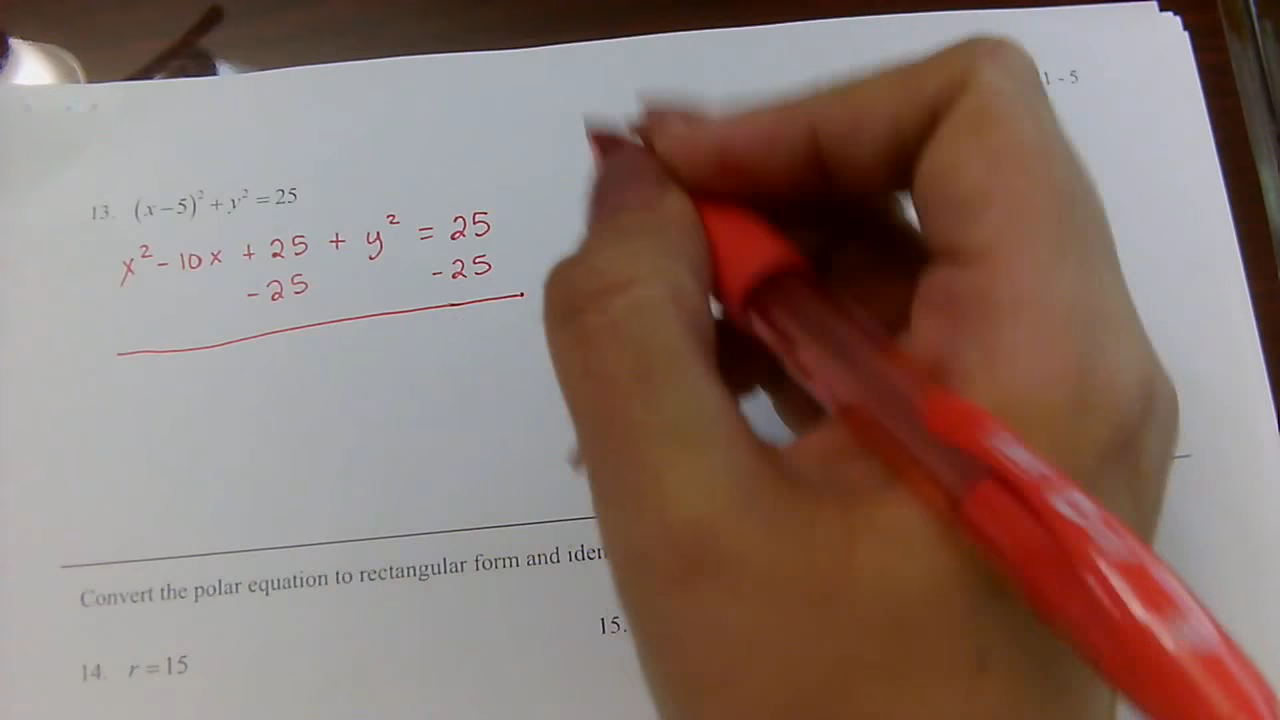 1 - 5
13. (x-5)² + y² = 25
x² - 10x + 25 + y² = 25
-25 -25
Convert the polar equation to rectangular form and
15.
14. r = 15